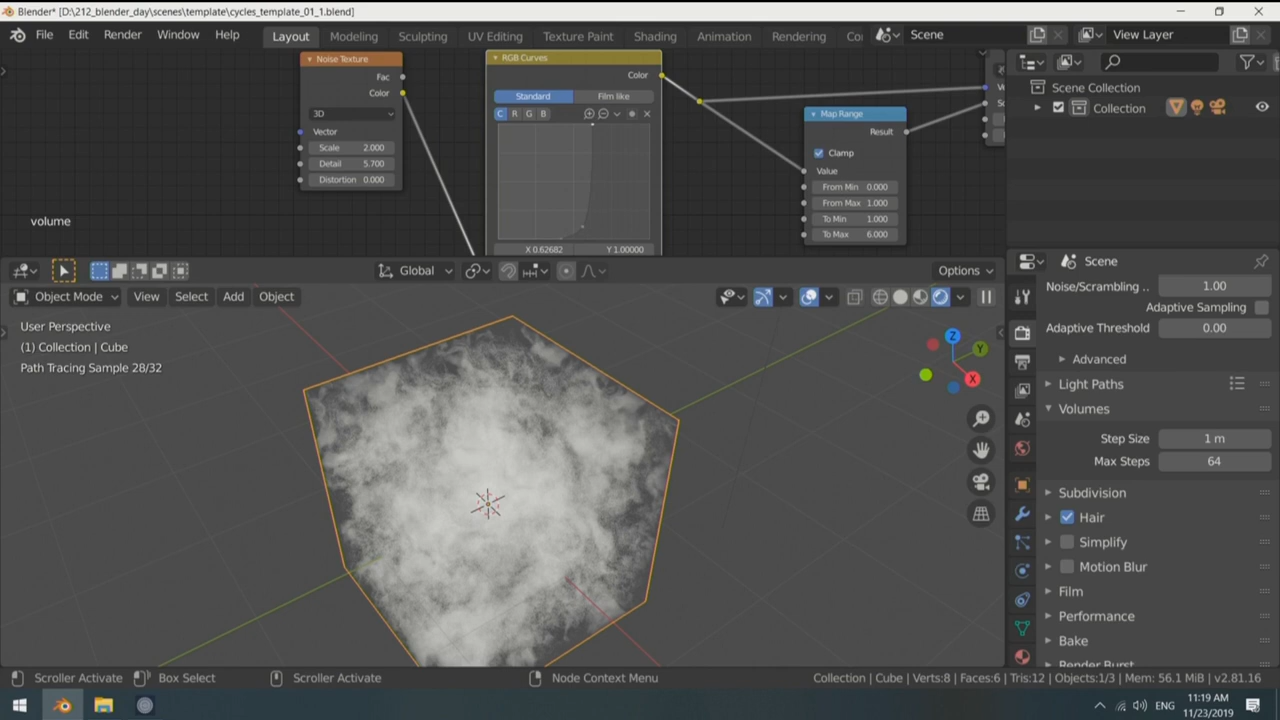 Blender* [D:\212_blender_day\scenes\template\cycles_template_01_1.blend]
File Edit Render Window Help Layout Modeling Sculpting UV Editing Texture Paint Shading Animation Rendering Scene View Layer
Noise Texture
Fac
Color
3D
Vector
Scale 2.000
Detail 5.700
Distortion 0.000
RGB Curves
Color
Standard Film like
C R G B
X 0.62682 Y 1.00000
Map Range
Result
Clamp
Value
From Min 0.000
From Max 1.000
To Min 1.000
To Max 6.000
volume
Scene Collection
Collection
Global Options
Object Mode View Select Add Object
User Perspective
(1) Collection | Cube
Path Tracing Sample 28/32
Z
Y
X
Scene
Noise/Scrambling .. 1.00
Adaptive Sampling
Adaptive Threshold 0.00
Advanced
Light Paths
Volumes
Step Size 1 m
Max Steps 64
Subdivision
Hair
Simplify
Motion Blur
Film
Performance
Bake
Render Burst
Scroller Activate Box Select Scroller Activate Node Context Menu Collection | Cube | Verts:8 | Faces:6 | Tris:12 | Objects:1/3 | Mem: 56.1 MiB | v2.81.16
ENG
11:19 AM
11/23/2019